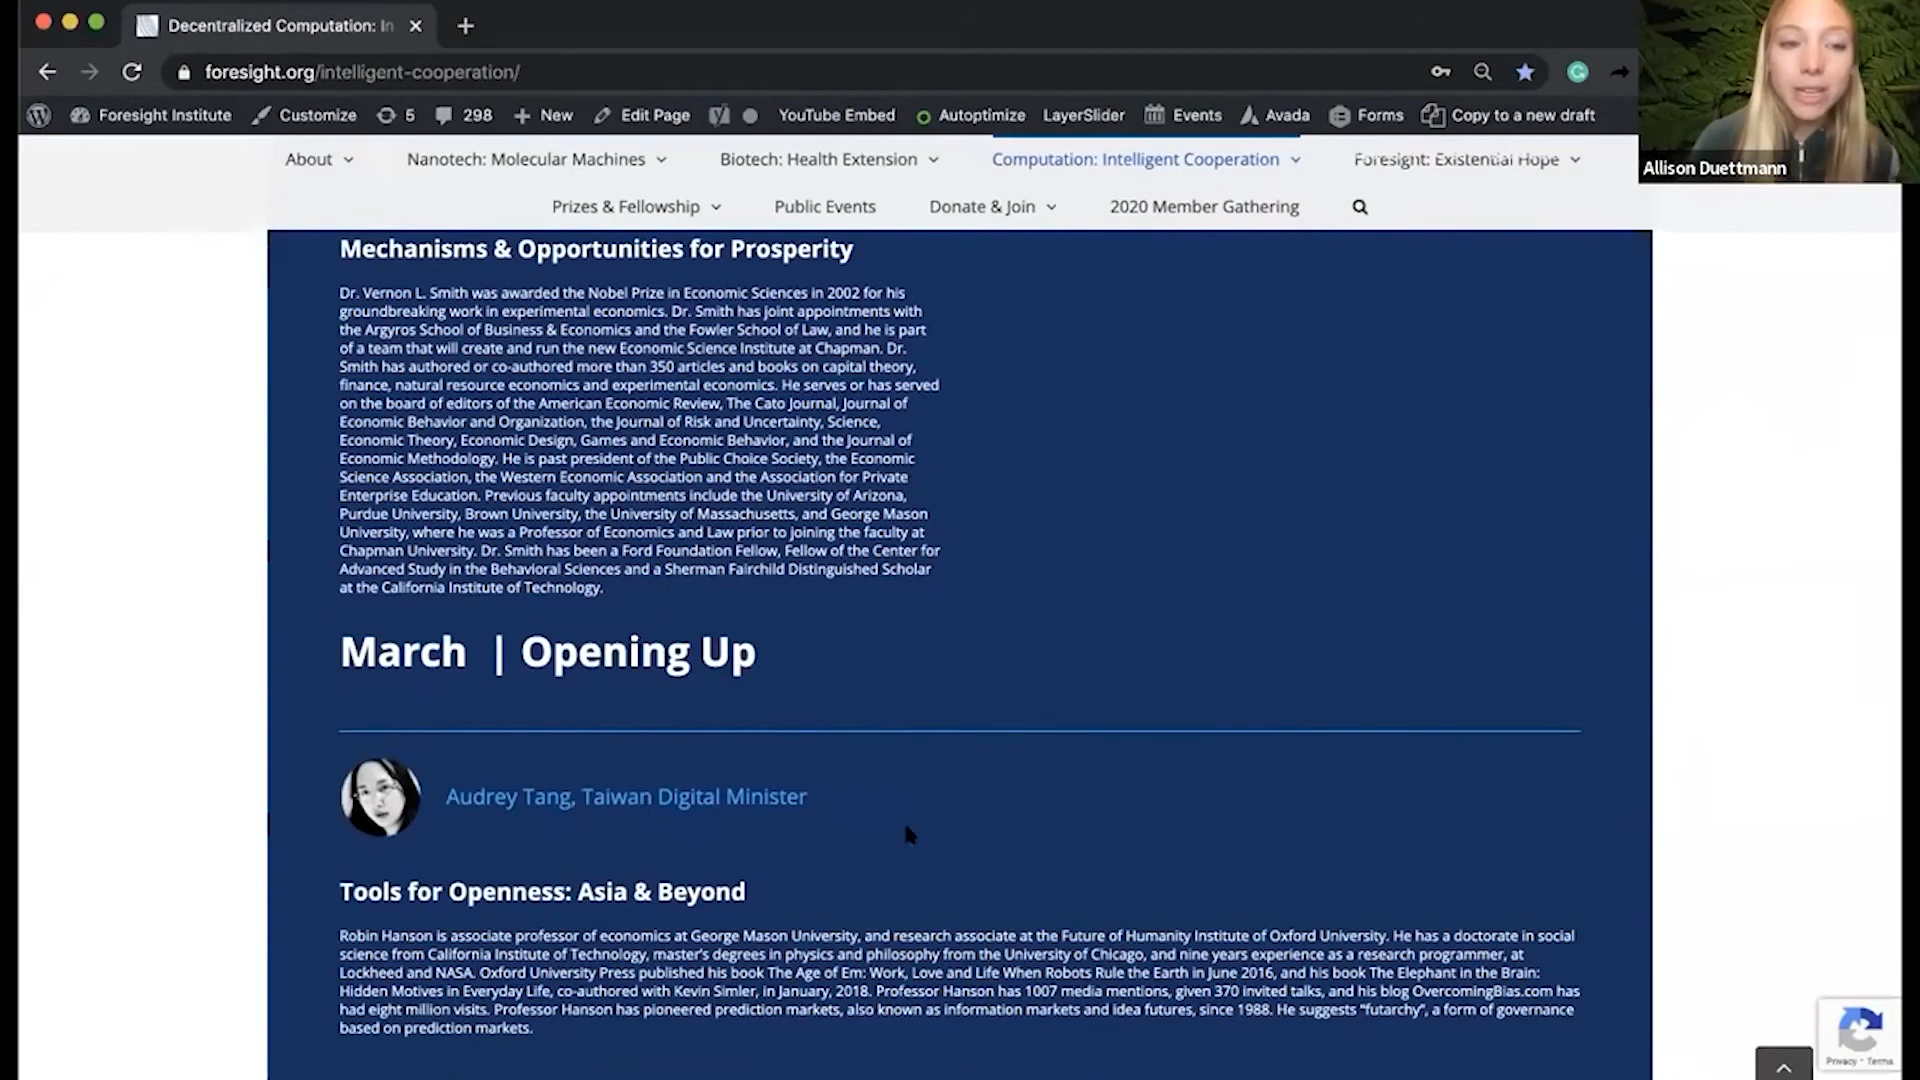 Decentralized Computation: In
foresight.org/intelligent-cooperation/
Foresight Institute Customize 5 298 New Edit Page YouTube Embed Autoptimize LayerSlider Events Avada Forms Copy to a new draft
About Nanotech: Molecular Machines Biotech: Health Extension Computation: Intelligent Cooperation Foresight: Existential Hope
Allison Duettmann
Prizes & Fellowship Public Events Donate & Join 2020 Member Gathering
Mechanisms & Opportunities for Prosperity
Dr. Vernon L. Smith was awarded the Nobel Prize in Economic Sciences in 2002 for his
groundbreaking work in experimental economics. Dr. Smith has joint appointments with
the Argyros School of Business & Economics and the Fowler School of Law, and he is part
of a team that will create and run the new Economic Science Institute at Chapman. Dr.
Smith has authored or co-authored more than 350 articles and books on capital theory,
finance, natural resource economics and experimental economics. He serves or has served
on the board of editors of the American Economic Review, The Cato Journal, Journal of
Economic Behavior and Organization, the Journal of Risk and Uncertainty, Science,
Economic Theory, Economic Design, Games and Economic Behavior, and the Journal of
Economic Methodology. He is past president of the Public Choice Society, the Economic
Science Association, the Western Economic Association and the Association for Private
Enterprise Education. Previous faculty appointments include the University of Arizona,
Purdue University, Brown University, the University of Massachusetts, and George Mason
University, where he was a Professor of Economics and Law prior to joining the faculty at
Chapman University. Dr. Smith has been a Ford Foundation Fellow, Fellow of the Center for
Advanced Study in the Behavioral Sciences and a Sherman Fairchild Distinguished Scholar
at the California Institute of Technology.
March | Opening Up
Audrey Tang, Taiwan Digital Minister
Tools for Openness: Asia & Beyond
Robin Hanson is associate professor of economics at George Mason University, and research associate at the Future of Humanity Institute of Oxford University. He has a doctorate in social
science from California Institute of Technology, master's degrees in physics and philosophy from the University of Chicago, and nine years experience as a research programmer, at
Lockheed and NASA. Oxford University Press published his book The Age of Em: Work, Love and Life When Robots Rule the Earth in June 2016, and his book The Elephant in the Brain:
Hidden Motives in Everyday Life, co-authored with Kevin Simler, in January, 2018. Professor Hanson has 1007 media mentions, given 370 invited talks, and his blog OvercomingBias.com has
had eight million visits. Professor Hanson has pioneered prediction markets, also known as information markets and idea futures, since 1988. He suggests "futarchy", a form of governance
based on prediction markets.
Privacy - Terms